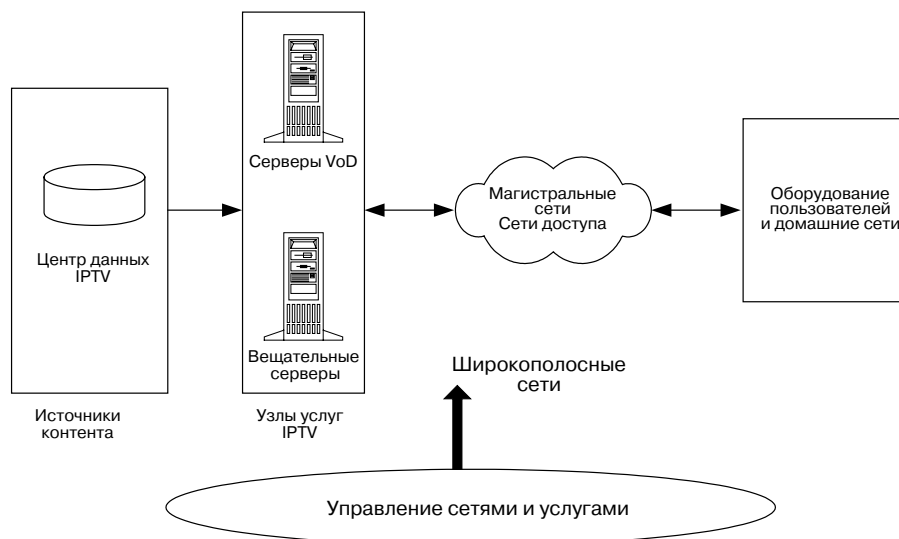 Серверы VoD
Центр данных
IPTV
Вещательные
серверы
Магистральные
сети
Сети доступа
Оборудование
пользователей
и домашние сети
Источники
контента
Узлы услуг
IPTV
Широкополосные
сети
Управление сетями и услугами